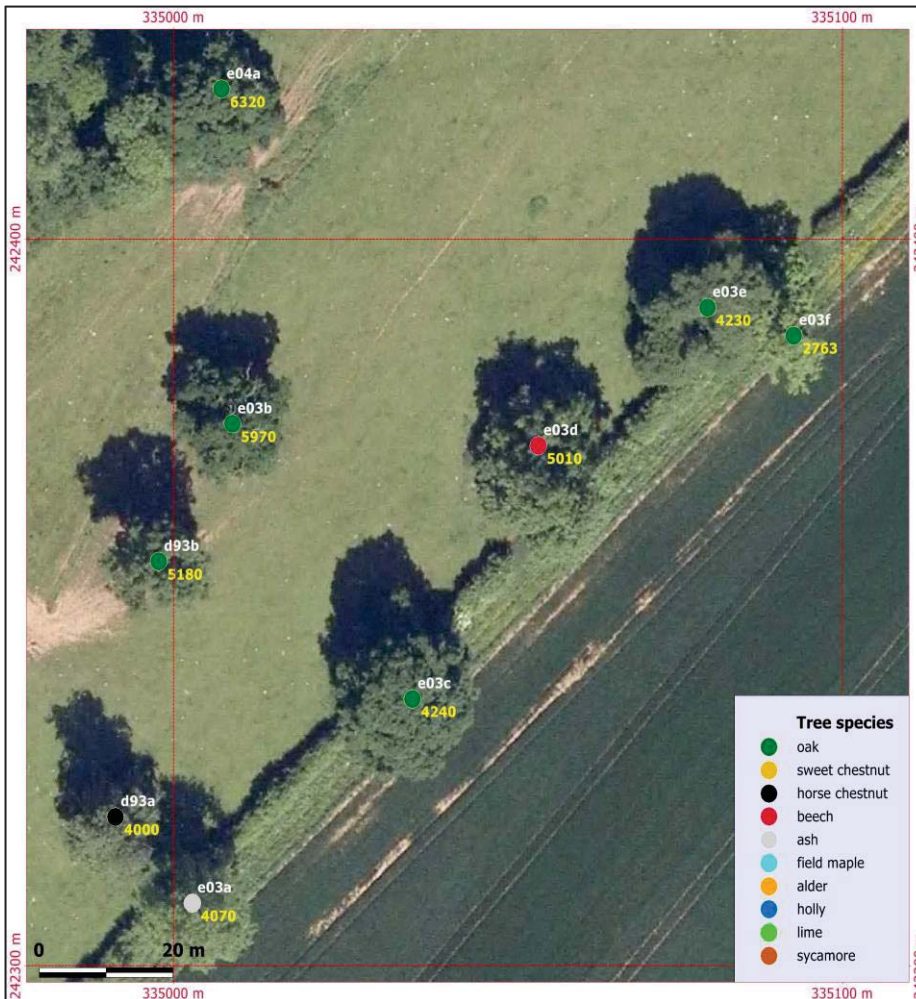 335000 m
335100 m
e04a
6320
242400 m
242400 m
e03e
4230
e03f
2763
e03b
5970
e03d
5010
d93b
5180
e03c
4240
d93a
4000
e03a
4070
0
20 m
242300 m
335000 m
335100 m
Tree species
oak
sweet chestnut
horse chestnut
beech
ash
field maple
alder
holly
lime
sycamore